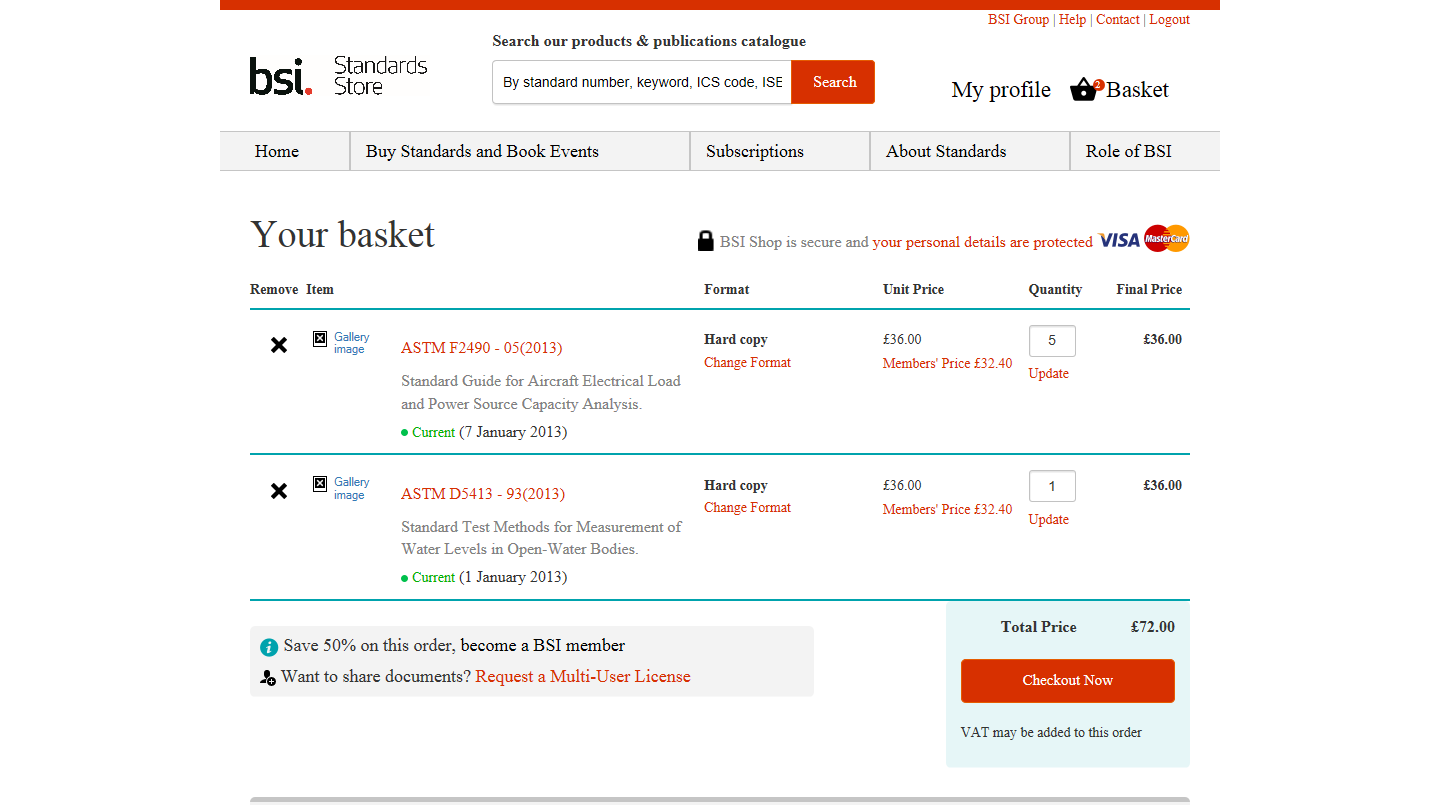 BSI Group | Help | Contact | Logout
Search our products & publications catalogue
bsi. Standards Store
By standard number, keyword, ICS code, ISE
Search
My profile
2
Basket
Home
Buy Standards and Book Events
Subscriptions
About Standards
Role of BSI
Your basket
BSI Shop is secure and your personal details are protected VISA MasterCard
Remove Item Format Unit Price Quantity Final Price
Gallery image
ASTM F2490 - 05(2013)
Standard Guide for Aircraft Electrical Load
and Power Source Capacity Analysis.
Current (7 January 2013)
Hard copy
Change Format
£36.00
Members' Price £32.40
5
Update
£36.00
Gallery image
ASTM D5413 - 93(2013)
Standard Test Methods for Measurement of
Water Levels in Open-Water Bodies.
Current (1 January 2013)
Hard copy
Change Format
£36.00
Members' Price £32.40
1
Update
£36.00
Save 50% on this order, become a BSI member
Want to share documents? Request a Multi-User License
Total Price £72.00
Checkout Now
VAT may be added to this order